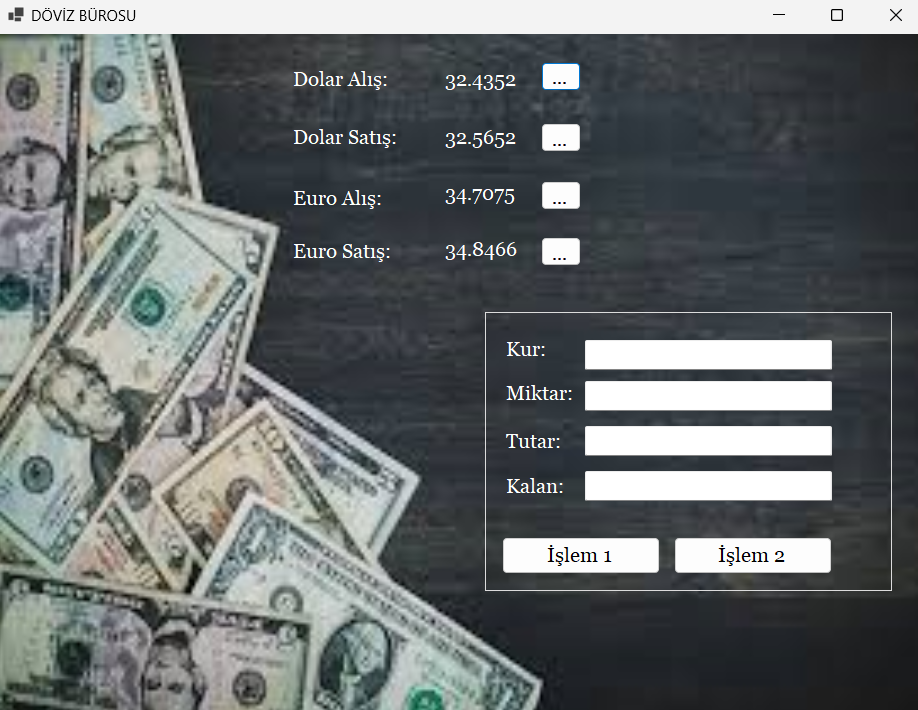 DÖVİZ BÜROSU
Dolar Alış: 32.4352 ...
Dolar Satış: 32.5652 ...
Euro Alış: 34.7075 ...
Euro Satış: 34.8466 ...
Kur:
Miktar:
Tutar:
Kalan:
İşlem 1 İşlem 2